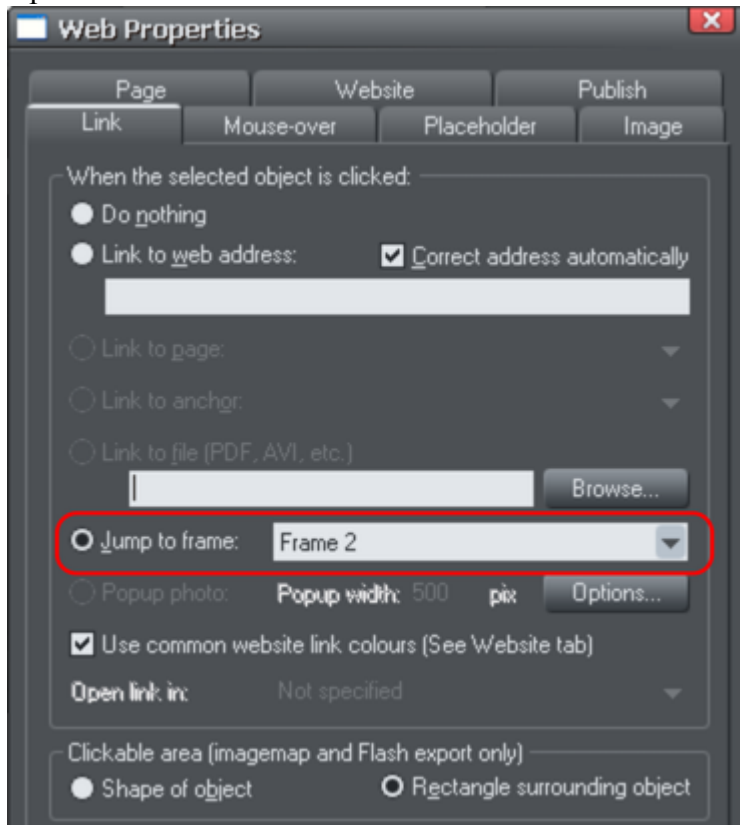 Web Properties
Page Website Publish
Link Mouse-over Placeholder Image
When the selected object is clicked:
Do nothing
Link to web address: Correct address automatically
Link to page:
Link to anchor:
Link to file (PDF, AVI, etc.)
Browse...
Jump to frame: Frame 2
Popup photo: Popup width: 500 pix Options...
Use common website link colours (See Website tab)
Open link in: Not specified
Clickable area (imagemap and Flash export only)
Shape of object Rectangle surrounding object